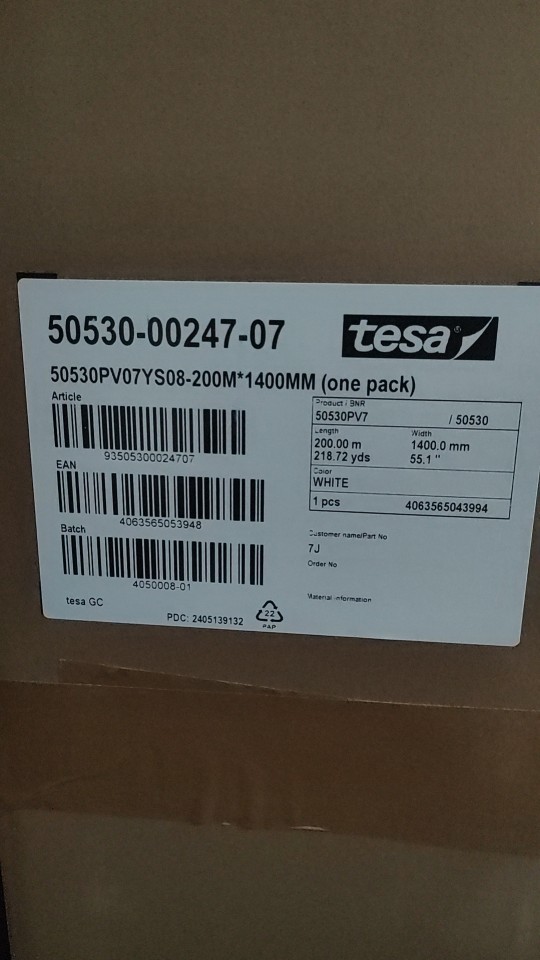 50530-00247-07
tesa®
50530PV07YS08-200M*1400MM (one pack)
Article
93505300024707
EAN
4063565053948
Batch
4050008-01
tesa GC
PDC: 2405139132
22
PAP
Product / BNR
50530PV7 / 50530
Length Width
200.00 m 1400.0 mm
218.72 yds 55.1 "
Color
WHITE
1 pcs 4063565043994
Customer name/Part No
7J
Order No
Material information